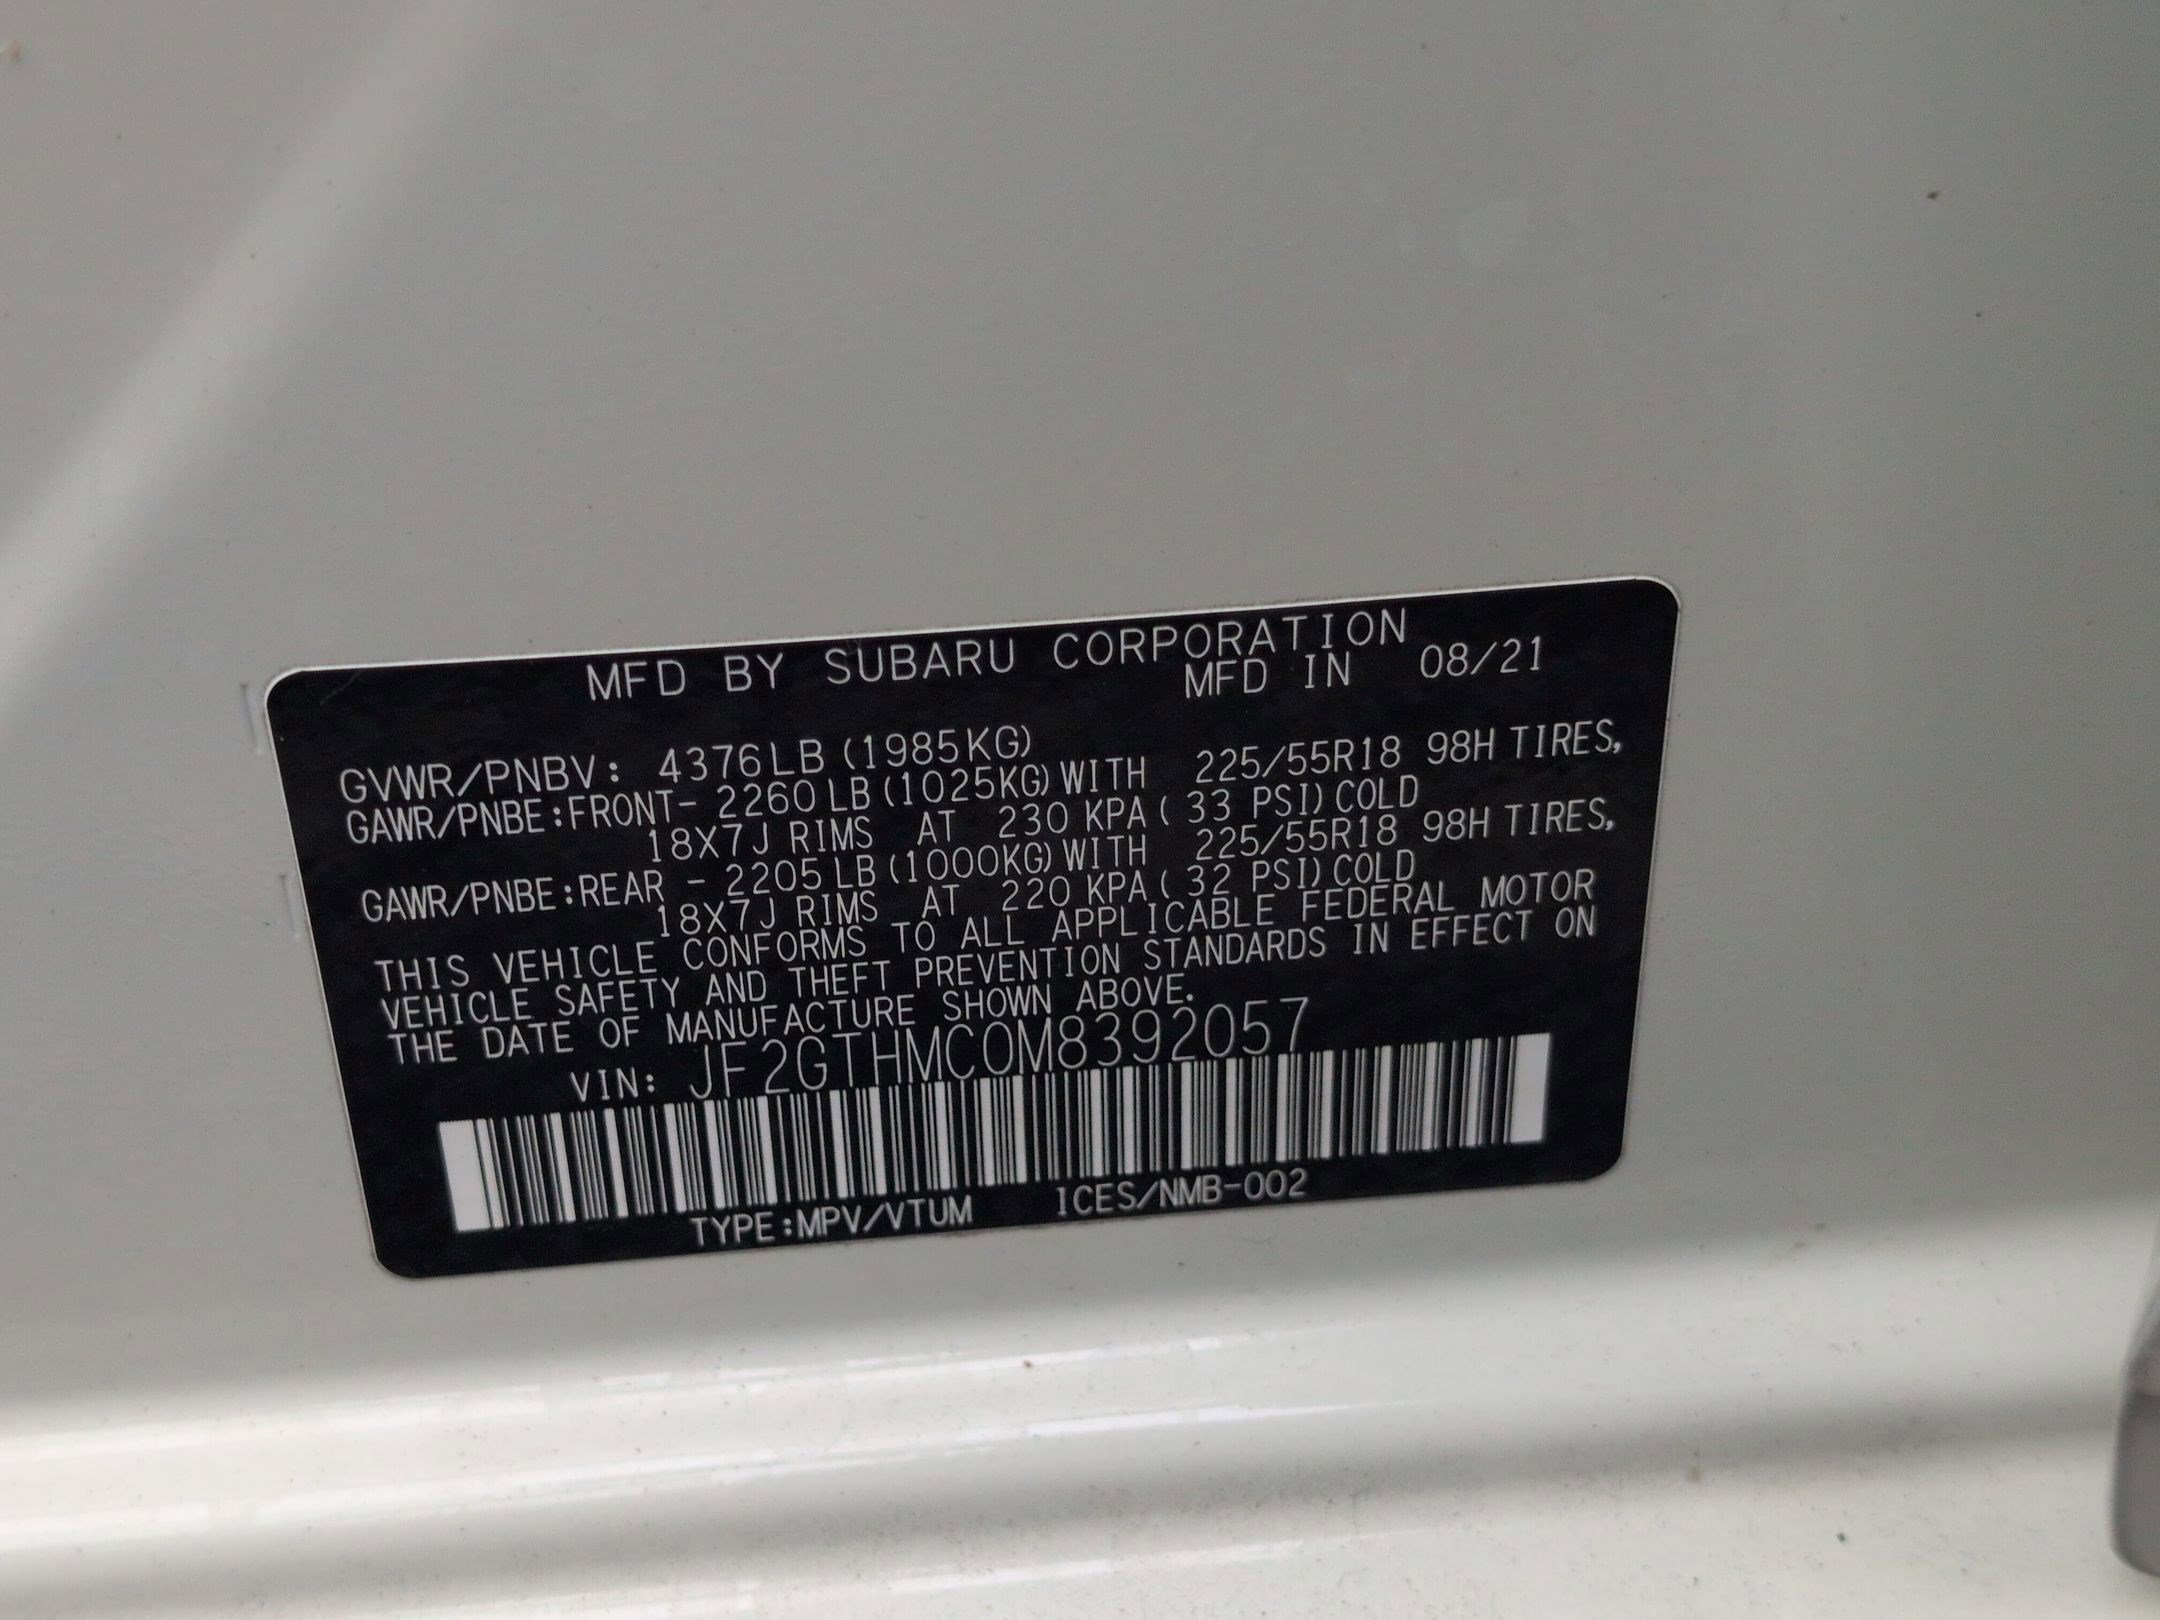 MFD BY SUBARU CORPORATION
MFD IN 08/21
GVWR/PNBV: 4376LB (1985KG)
GAWR/PNBE:FRONT- 2260 LB (1025KG) WITH 225/55R18 98H TIRES,
18X7J RIMS AT 230 KPA ( 33 PSI) COLD
GAWR/PNBE:REAR - 2205 LB (1000KG) WITH 225/55R18 98H TIRES,
18X7J RIMS AT 220 KPA ( 32 PSI) COLD
THIS VEHICLE CONFORMS TO ALL APPLICABLE FEDERAL MOTOR
VEHICLE SAFETY AND THEFT PREVENTION STANDARDS IN EFFECT ON
THE DATE OF MANUFACTURE SHOWN ABOVE.
VIN: JF2GTHMC0M8392057
TYPE:MPV/VTUM ICES/NMB-002